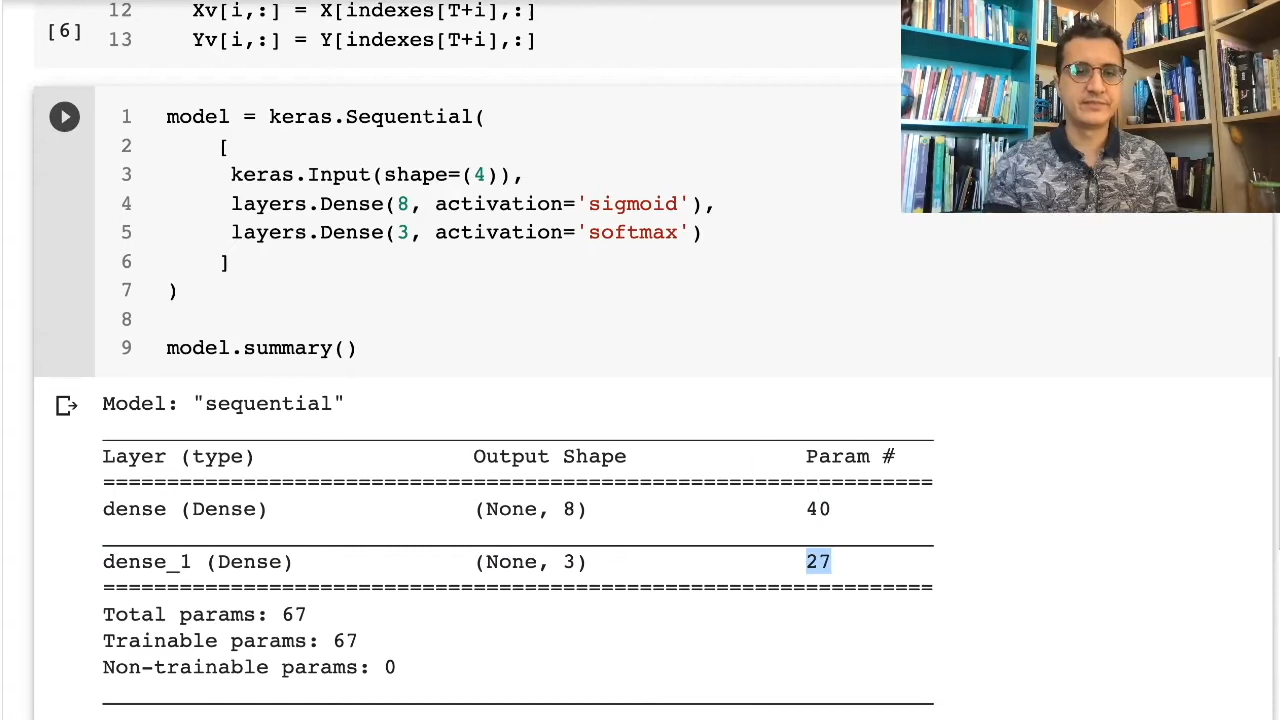 12 Xv[i,:] = X[indexes[T+i],:]
[6] 13 Yv[i,:] = Y[indexes[T+i],:]
1 model = keras.Sequential(
2 [
3 keras.Input(shape=(4)),
4 layers.Dense(8, activation='sigmoid'),
5 layers.Dense(3, activation='softmax')
6 ]
7 )
8
9 model.summary()
Model: "sequential"
Layer (type) Output Shape Param #
=================================================================
dense (Dense) (None, 8) 40
dense_1 (Dense) (None, 3) 27
=================================================================
Total params: 67
Trainable params: 67
Non-trainable params: 0